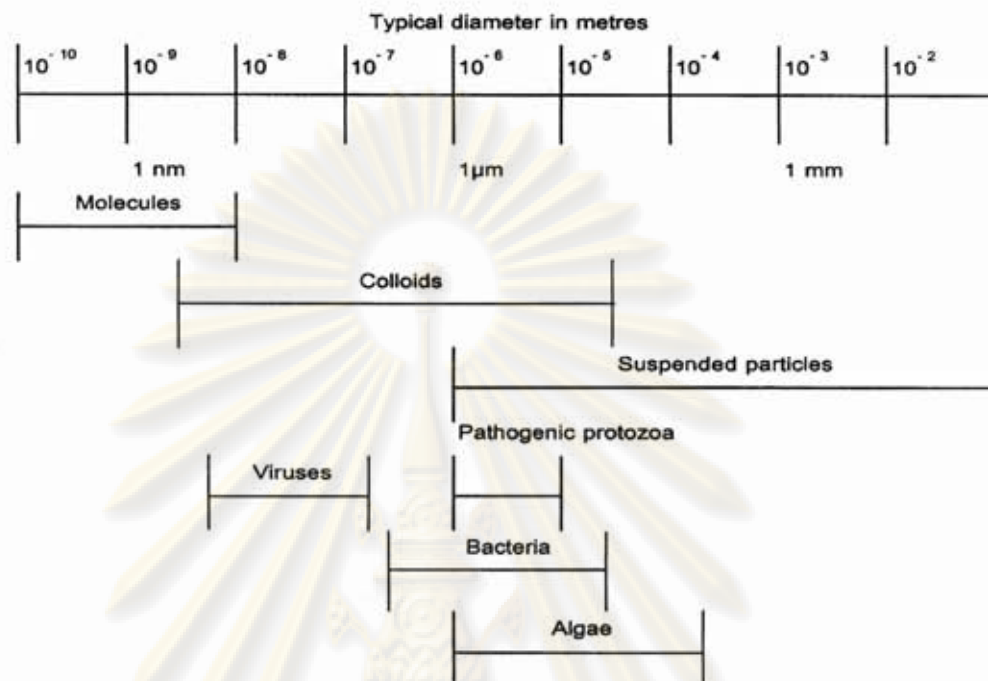 Typical diameter in metres
10⁻¹⁰ 10⁻⁹ 10⁻⁸ 10⁻⁷ 10⁻⁶ 10⁻⁵ 10⁻⁴ 10⁻³ 10⁻²
1 nm 1µm 1 mm
Molecules
Colloids
Suspended particles
Pathogenic protozoa
Viruses
Bacteria
Algae